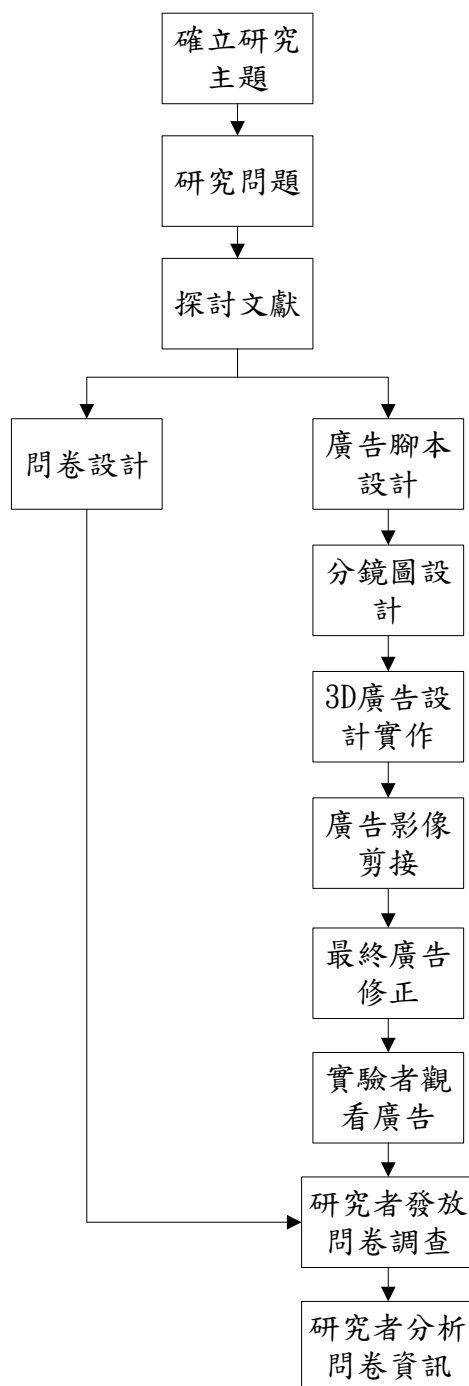 確立研究
主題
研究問題
探討文獻
問卷設計
廣告腳本
設計
分鏡圖設
計
3D廣告設
計實作
廣告影像
剪接
最終廣告
修正
實驗者觀
看廣告
研究者發放
問卷調查
研究者分析
問卷資訊